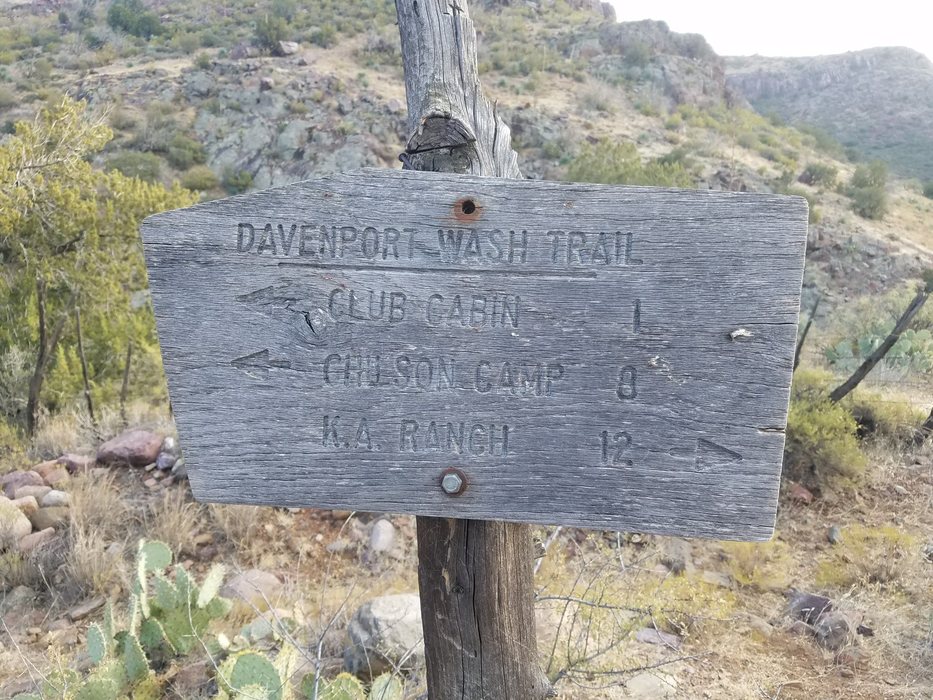 DAVENPORT WASH TRAIL
CLUB CABIN 1
CHILSON CAMP 8
K.A. RANCH 12